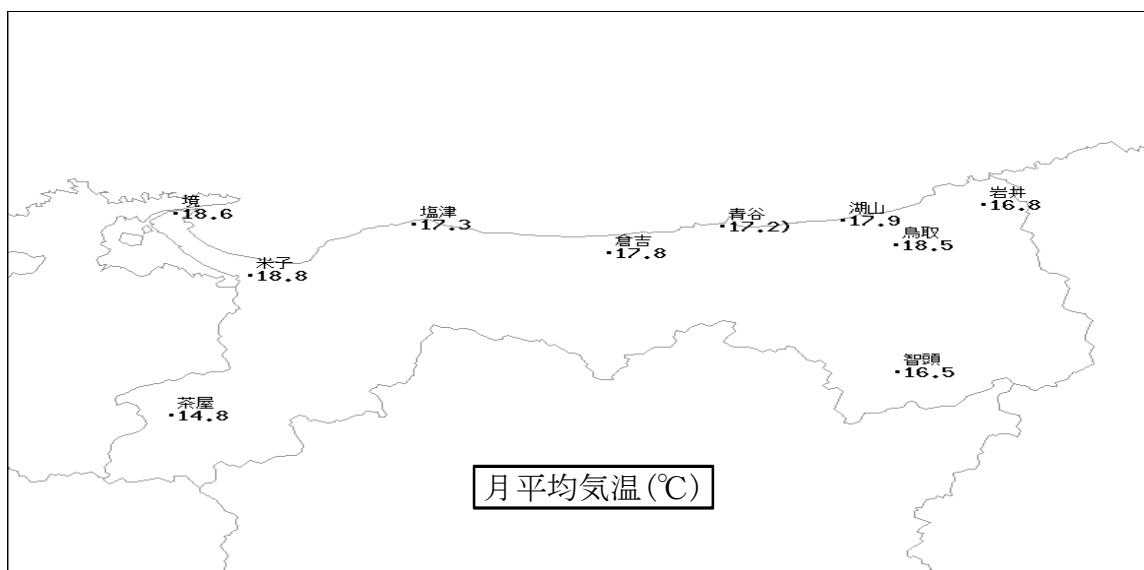 境
18.6
米子
18.8
塩津
17.3
倉吉
17.8
青谷
17.2)
湖山
17.9
鳥取
18.5
岩井
16.8
智頭
16.5
茶屋
14.8
月平均気温(℃)